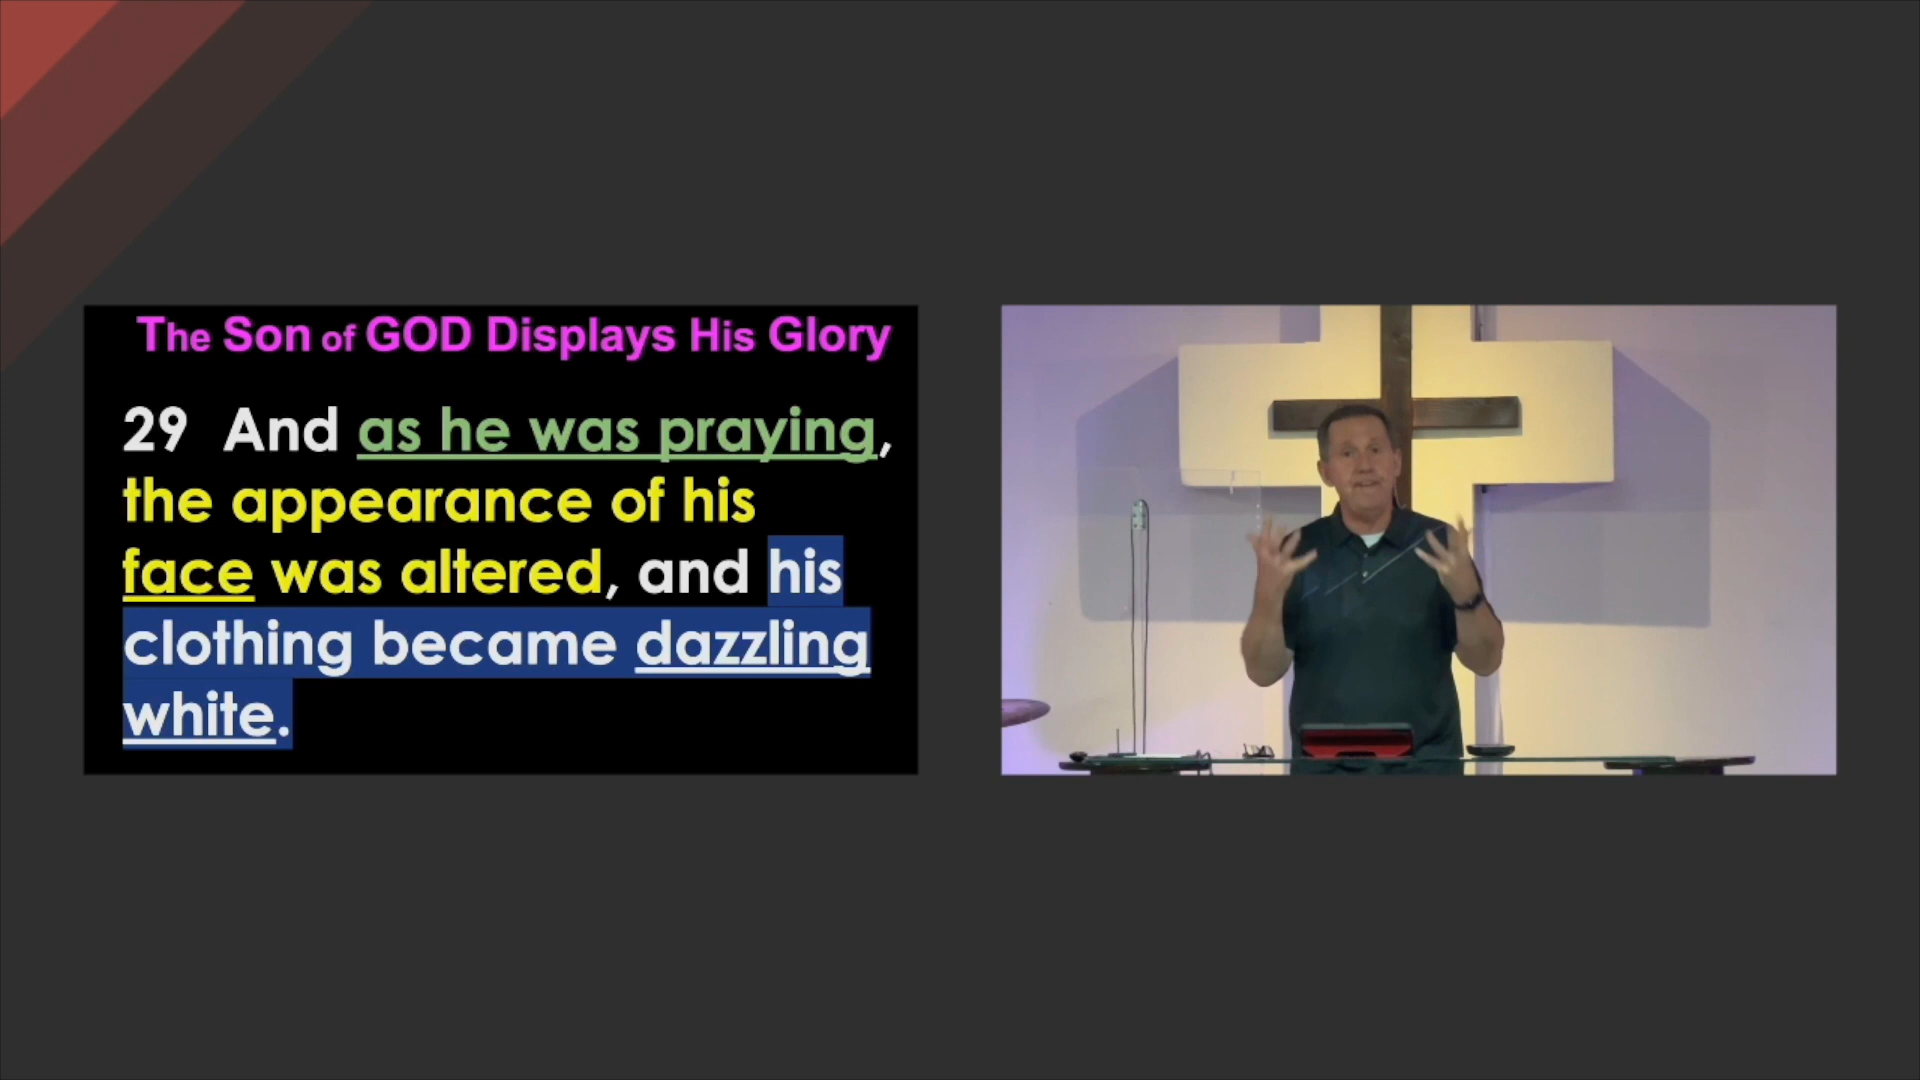 The Son of GOD Displays His Glory
29 And as he was praying,
the appearance of his
face was altered, and his
clothing became dazzling
white.